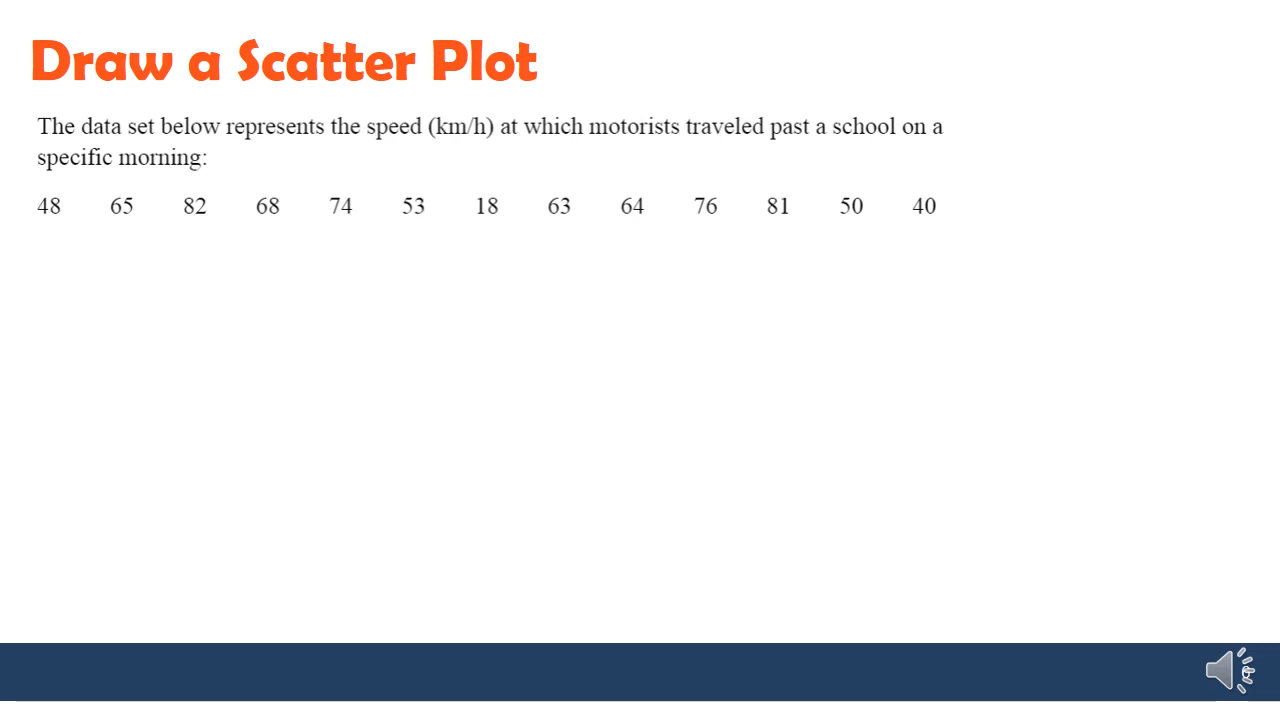 Draw a Scatter Plot
The data set below represents the speed (km/h) at which motorists traveled past a school on a
specific morning:
48 65 82 68 74 53 18 63 64 76 81 50 40